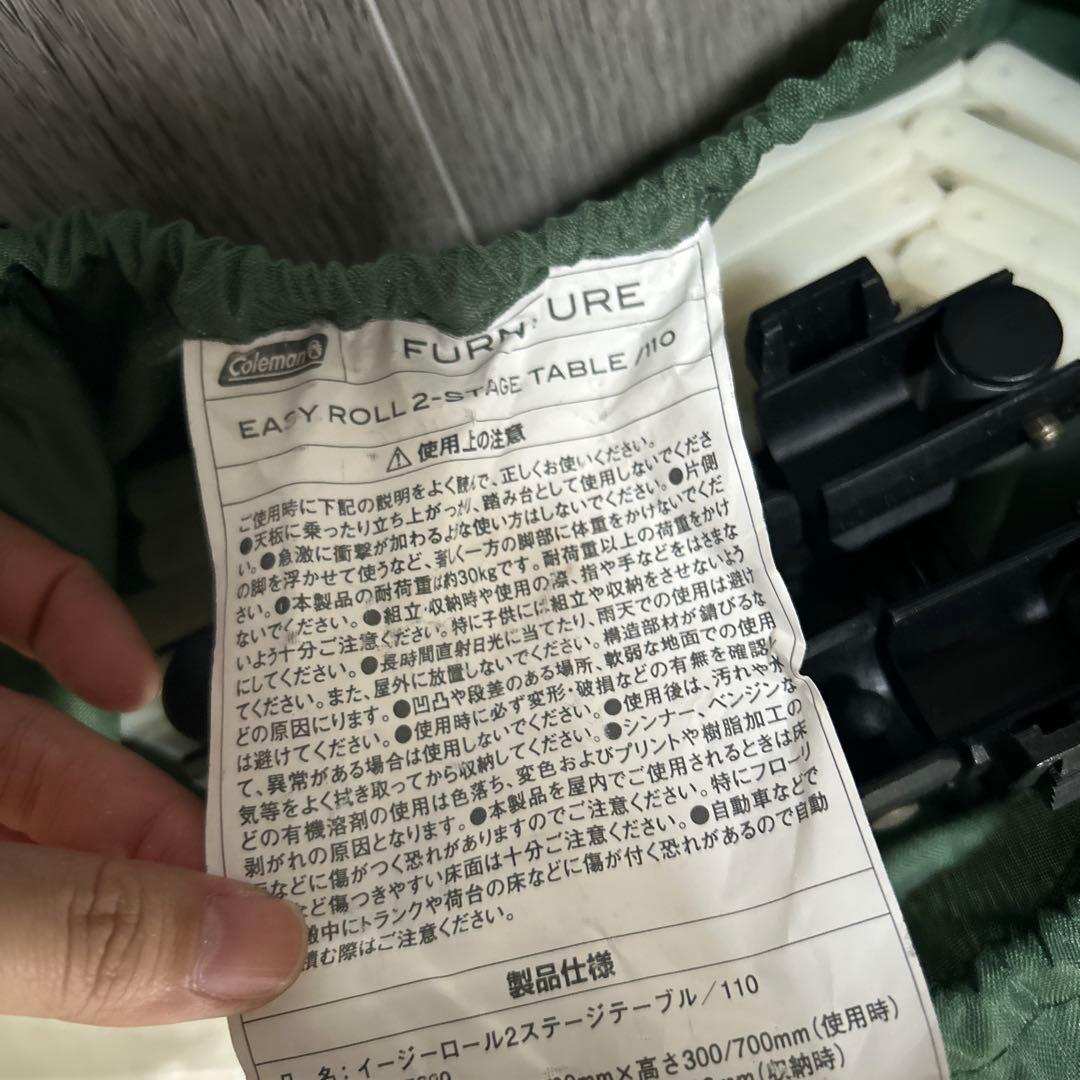 Coleman
FURN URE
EASY ROLL 2-STAGE TABLE /110
使用上の注意
ご使用時に下記の説明をよく読んで、正しくお使いください。
●天板に乗ったり立ち上がったり、踏み台として使用しないでくださ
い。●急激に衝撃が加わるような使い方はしないでください。●片側
の脚を浮かせて使うなど、著しく一方の脚部に体重をかけないでくだ
さい。●本製品の耐荷重は約30kgです。耐荷重以上の荷重をかけ
ないでください。●組立・収納時や使用の際、指や手などをはさまな
いよう十分ご注意ください。特に子供には組立や収納をさせないよう
にしてください。●長時間直射日光に当てたり、雨天での使用は避け
てください。また、屋外に放置しないでください。構造部材が錆びるな
どの原因にります。●凹凸や段差のある場所、軟弱な地面での使用
は避けてください。●使用時に必ず変形・破損などの有無を確認し
て、異常がある場合は使用しないでください。●使用後は、汚れや水
気等をよく拭き取ってから収納してください。●シンナー、ベンジンな
どの有機溶剤の使用は色落ち、変色およびプリントや樹脂加工の
剥がれの原因となります。●本製品を屋内でご使用されるときは床
などに傷がつく恐れがありますのでご注意ください。特にフローリ
など傷つきやすい床面は十分ご注意ください。●自動車などで
搬中にトランクや荷台の床などに傷が付く恐れがあるので自動
積む際はご注意ください。
製品仕様
名：イージーロール2ステージテーブル／110
mm×高さ300/700mm（使用時）
mm（収納時）